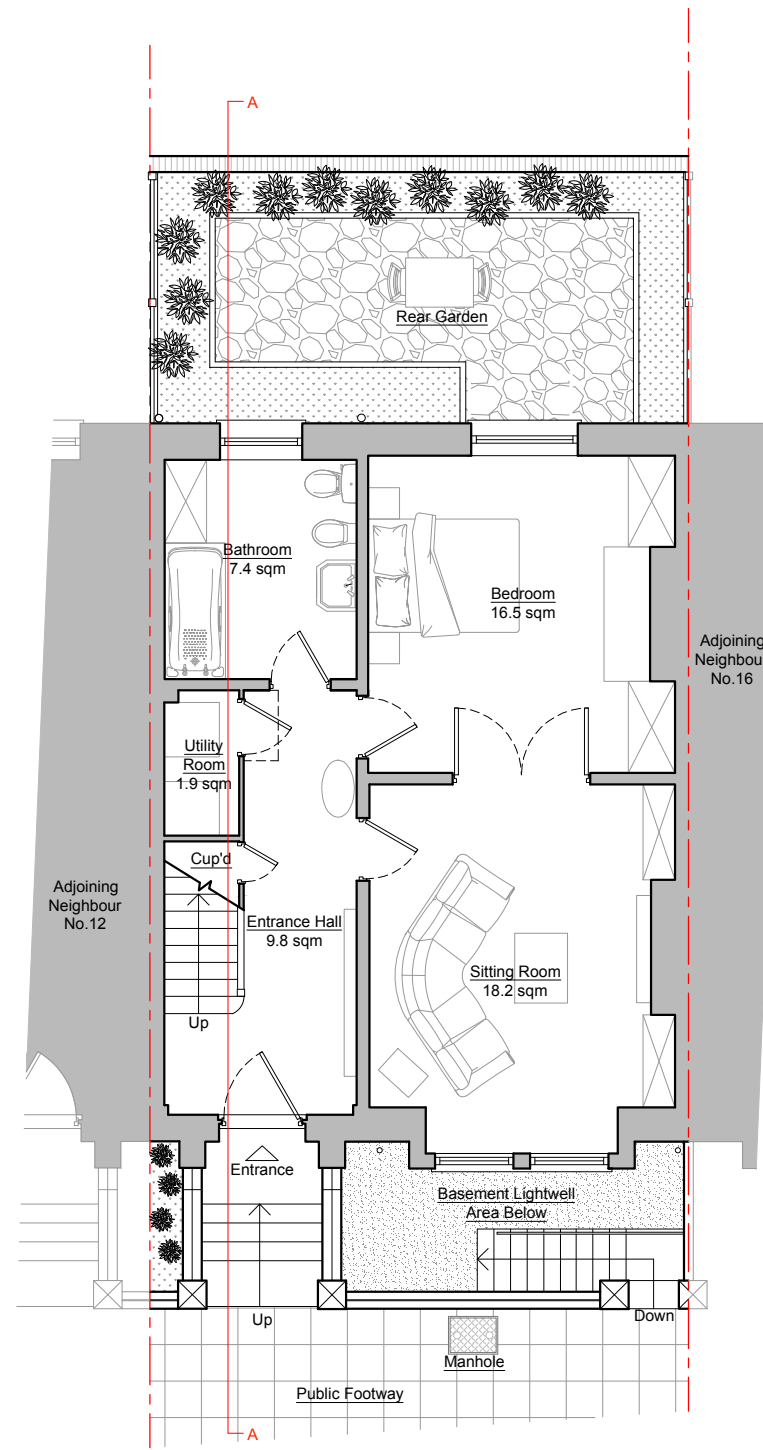 A
Rear Garden
Bathroom
7.4 sqm
Bedroom
16.5 sqm
Adjoining
Neighbour
No.16
Utility
Room
1.9 sqm
Cup'd
Adjoining
Neighbour
No.12
Entrance Hall
9.8 sqm
Sitting Room
18.2 sqm
Up
Entrance
Basement Lightwell
Area Below
Up
Down
Manhole
Public Footway
A